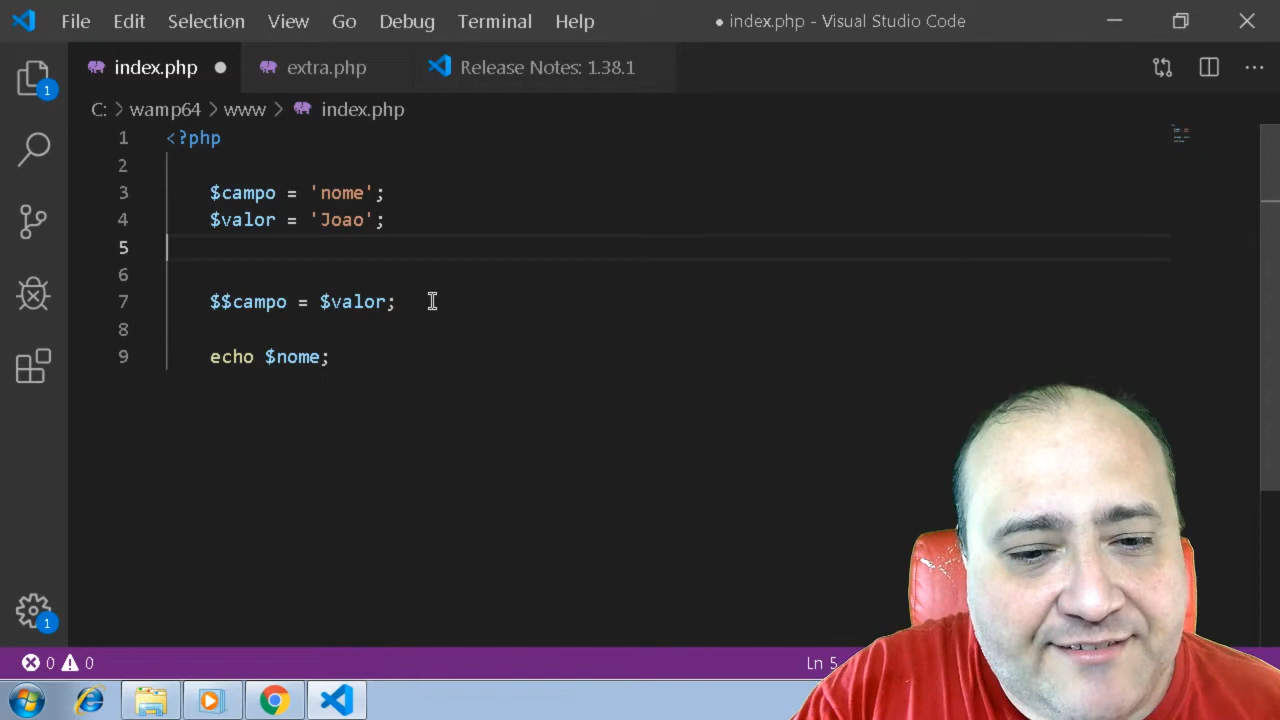 File Edit Selection View Go Debug Terminal Help ● index.php - Visual Studio Code
index.php ● extra.php Release Notes: 1.38.1
C: > wamp64 > www > index.php
1 <?php
2
3 $campo = 'nome';
4 $valor = 'Joao';
5
6
7 $$campo = $valor;
8
9 echo $nome;
1
1
0 0 Ln 5